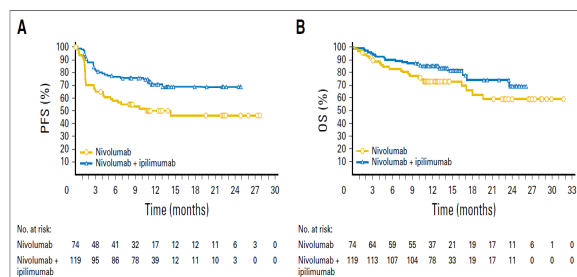 A
100
90
80
70
60
50
40
30
20
10
PFS (%)
Nivolumab
Nivolumab + ipilimumab
0 3 6 9 12 15 18 21 24 27 30
Time (months)
No. at risk:
Nivolumab 74 48 41 32 17 12 12 11 6 3 0
Nivolumab + ipilimumab 119 95 86 78 39 12 11 10 3 0 0
B
100
90
80
70
60
50
40
30
20
10
OS (%)
Nivolumab
Nivolumab + ipilimumab
0 3 6 9 12 15 18 21 24 27 30 33
Time (months)
No. at risk:
Nivolumab 74 64 59 55 37 21 19 17 11 6 1 0
Nivolumab + ipilimumab 119 113 107 104 78 33 19 17 11 0 0 0